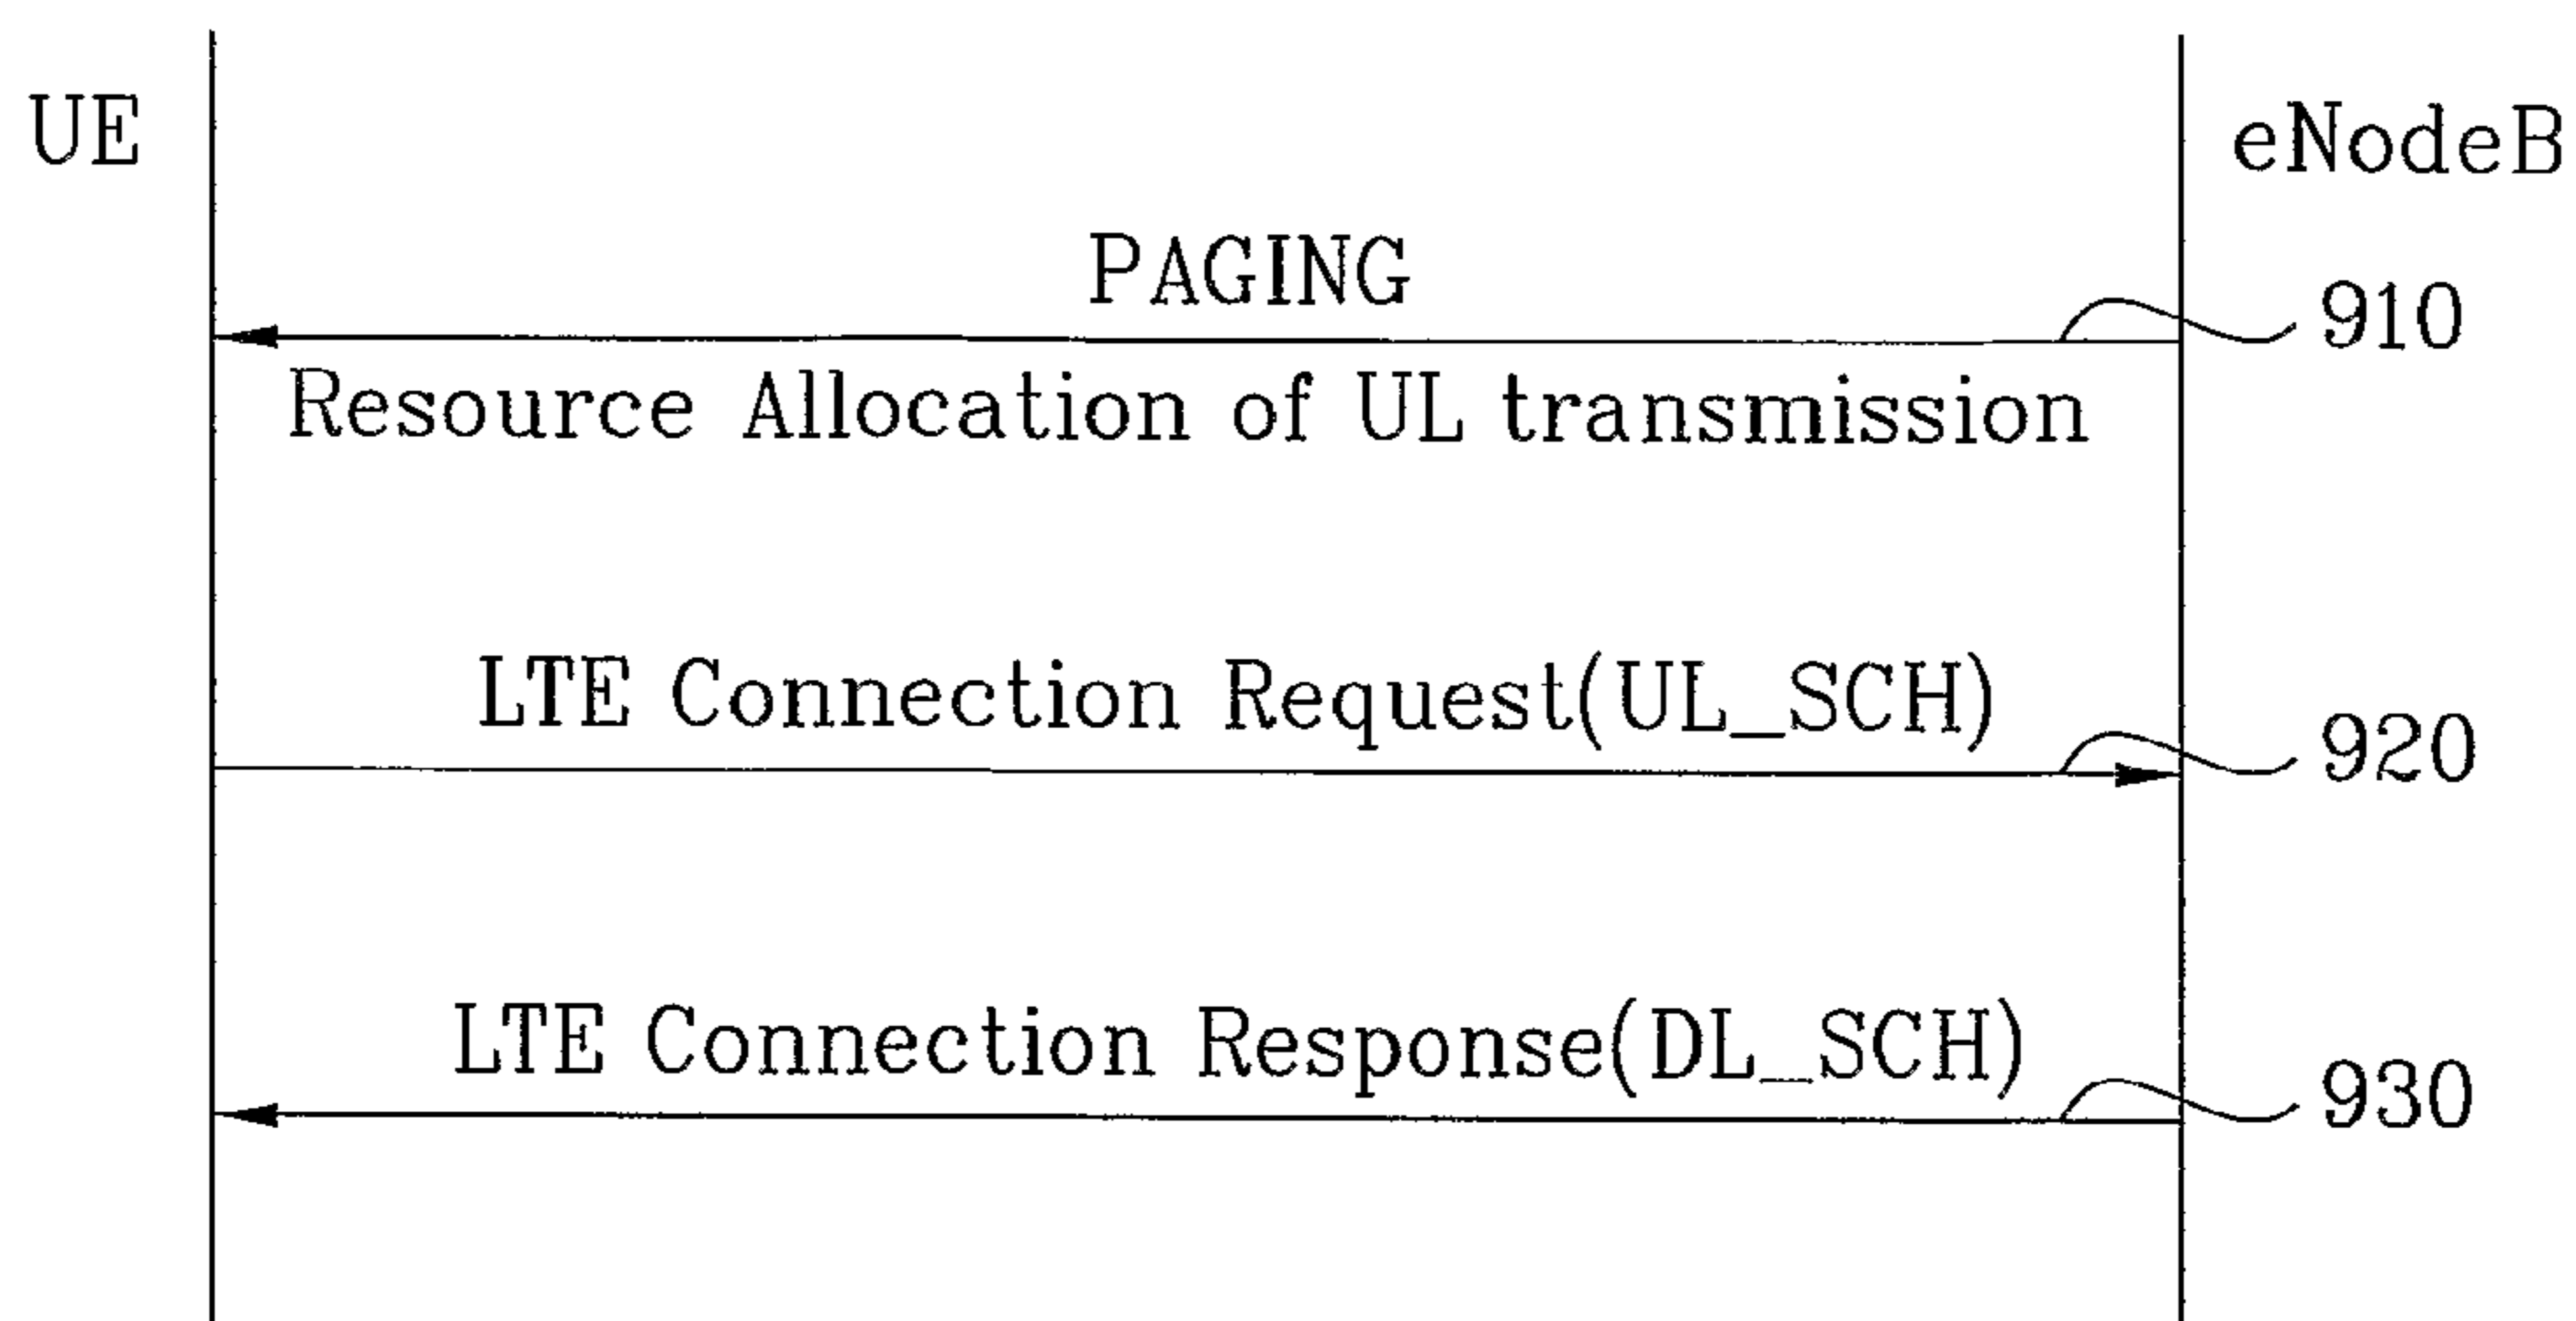 UE
eNodeB
PAGING
910
Resource Allocation of UL transmission
LTE Connection Request(UL_SCH)
920
LTE Connection Response(DL_SCH)
930